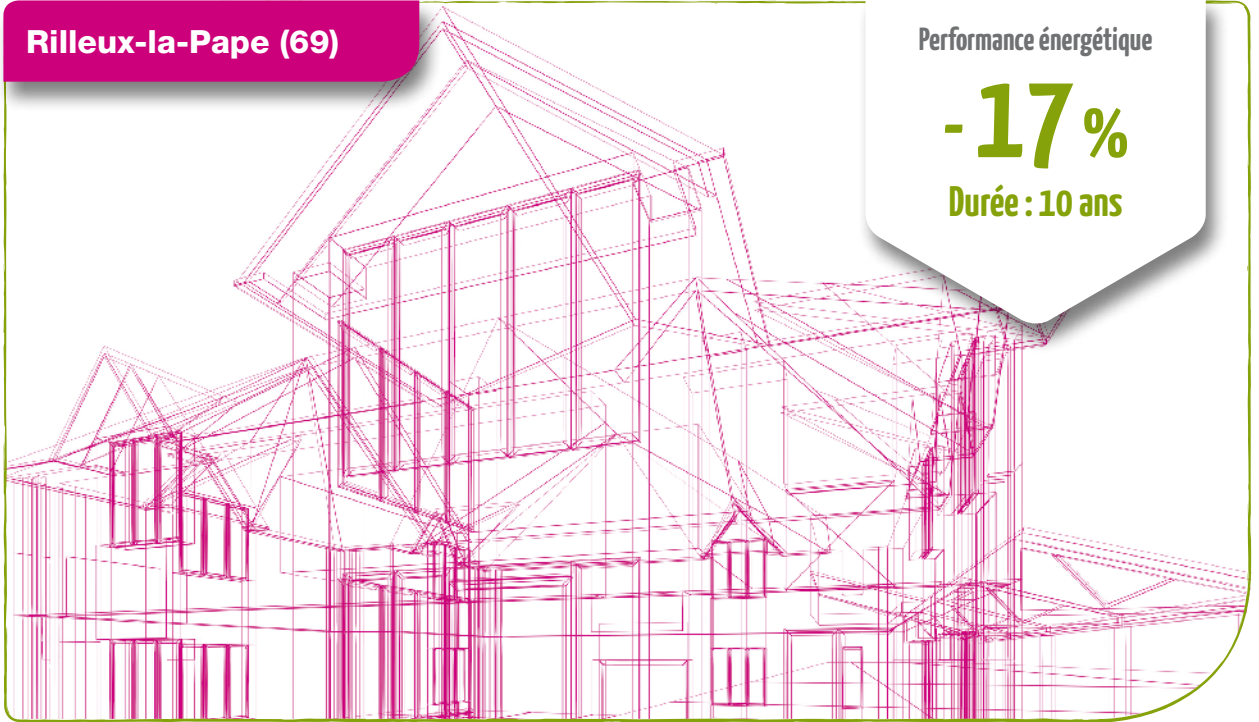 Rilleux-la-Pape (69)
Performance énergétique
- 17 %
Durée : 10 ans